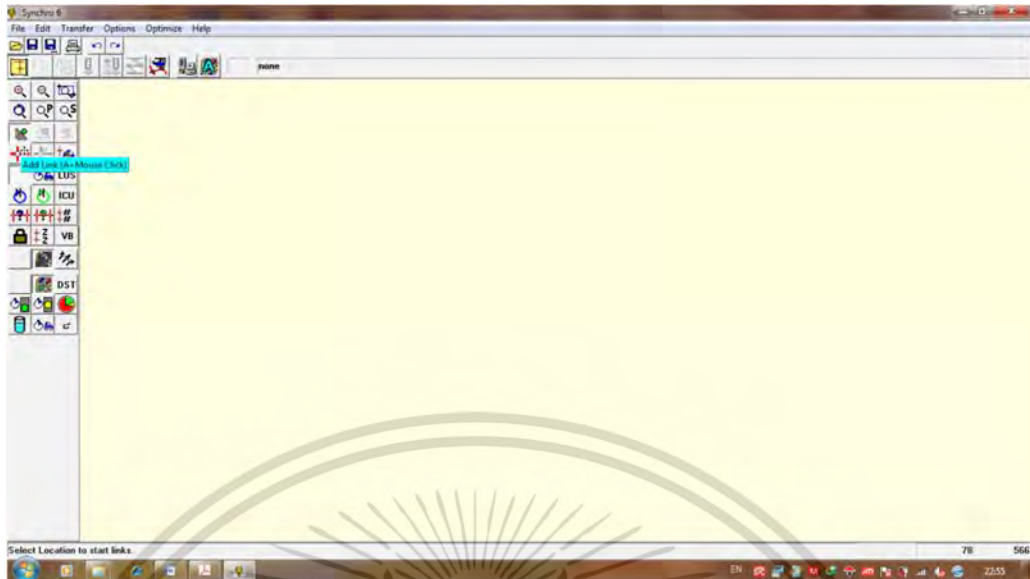 Synchro 6
File Edit Transfer Options Optimize Help
none
P S
Add Link (A+Mouse Click)
LUS
ICU
# #
Z Z VB
DST
Select Location to start links. 78 566
EN 22:55